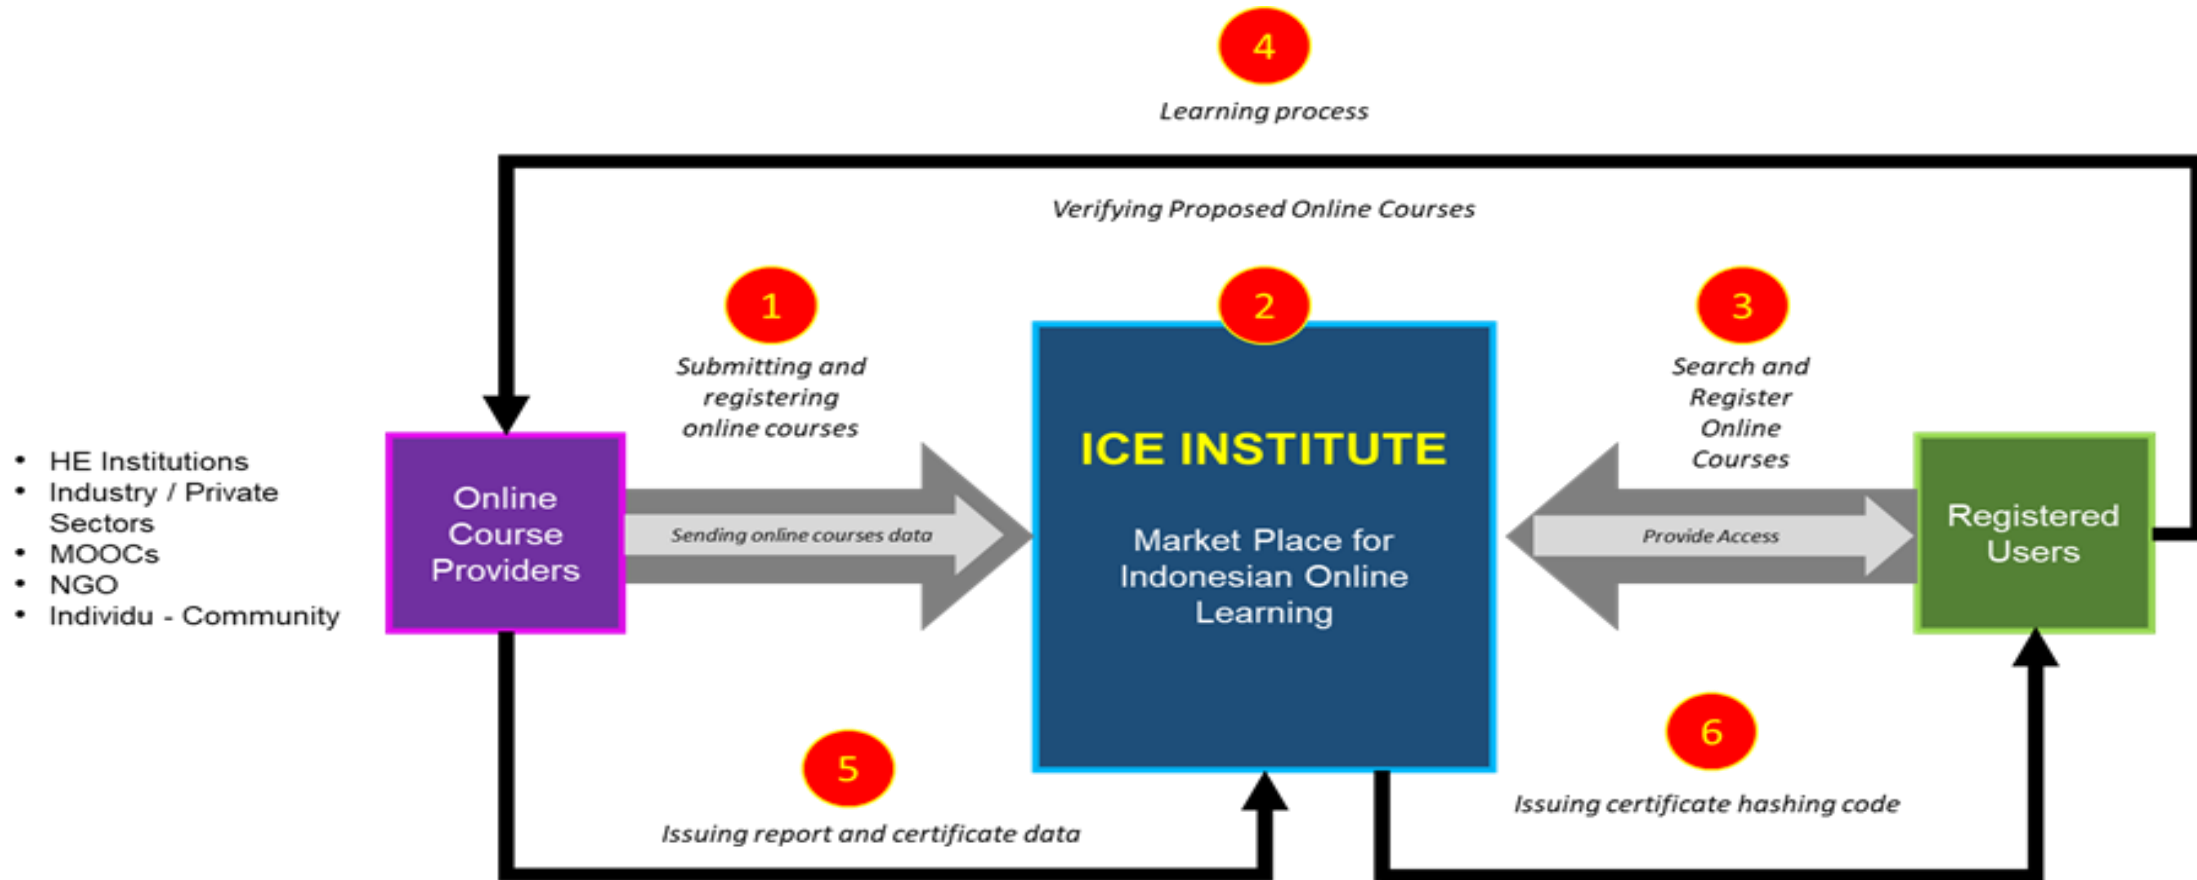 4
Learning process
Verifying Proposed Online Courses
1
Submitting and
registering
online courses
2
3
Search and
Register
Online
Courses
• HE Institutions
• Industry / Private
Sectors
• MOOCs
• NGO
• Individu - Community
Online
Course
Providers
Sending online courses data
ICE INSTITUTE
Market Place for
Indonesian Online
Learning
Provide Access
Registered
Users
5
Issuing report and certificate data
6
Issuing certificate hashing code